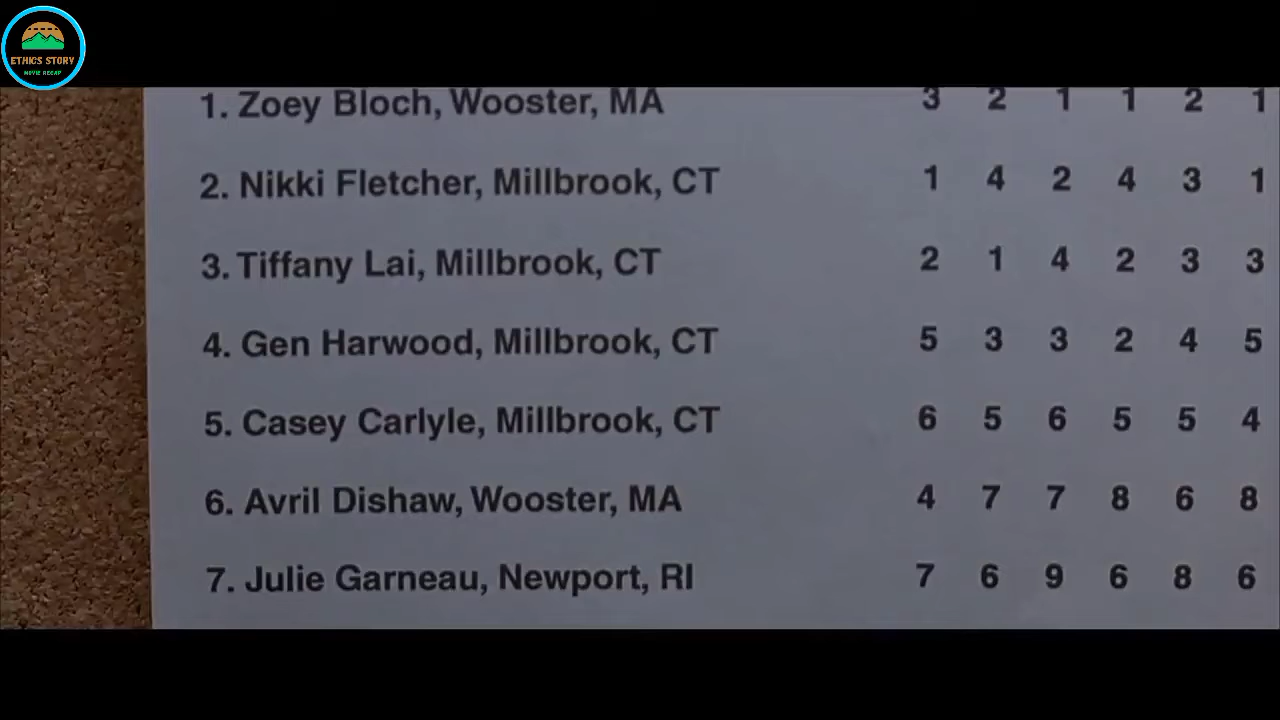 ETHICS STORY
MOVIE RECAP
1. Zoey Bloch, Wooster, MA 3 2 1 1 2 1
2. Nikki Fletcher, Millbrook, CT 1 4 2 4 3 1
3. Tiffany Lai, Millbrook, CT 2 1 4 2 3 3
4. Gen Harwood, Millbrook, CT 5 3 3 2 4 5
5. Casey Carlyle, Millbrook, CT 6 5 6 5 5 4
6. Avril Dishaw, Wooster, MA 4 7 7 8 6 8
7. Julie Garneau, Newport, RI 7 6 9 6 8 6